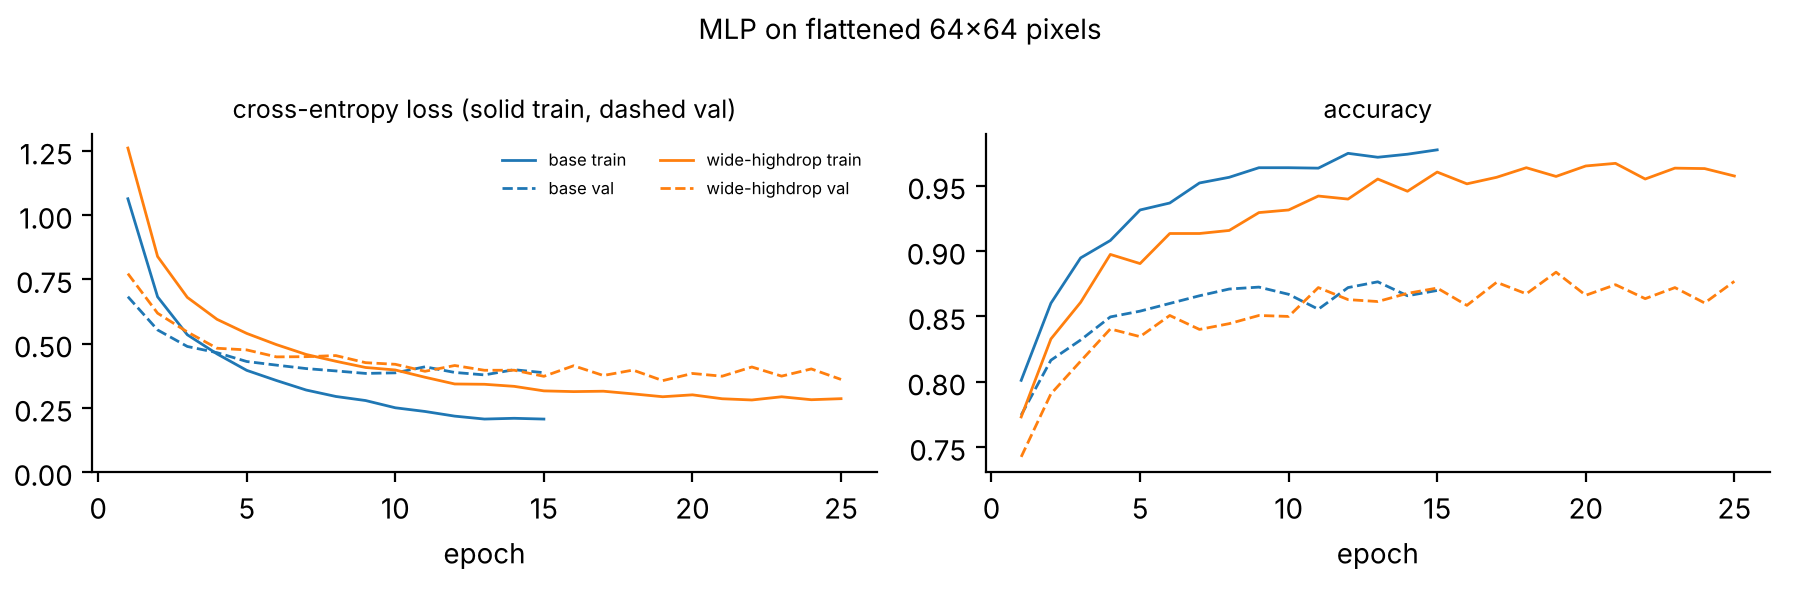 MLP on flattened 64×64 pixels
cross-entropy loss (solid train, dashed val)
base train
wide-highdrop train
base val
wide-highdrop val
1.25
1.00
0.75
0.50
0.25
0.00
0 5 10 15 20 25
epoch
accuracy
0.95
0.90
0.85
0.80
0.75
0 5 10 15 20 25
epoch